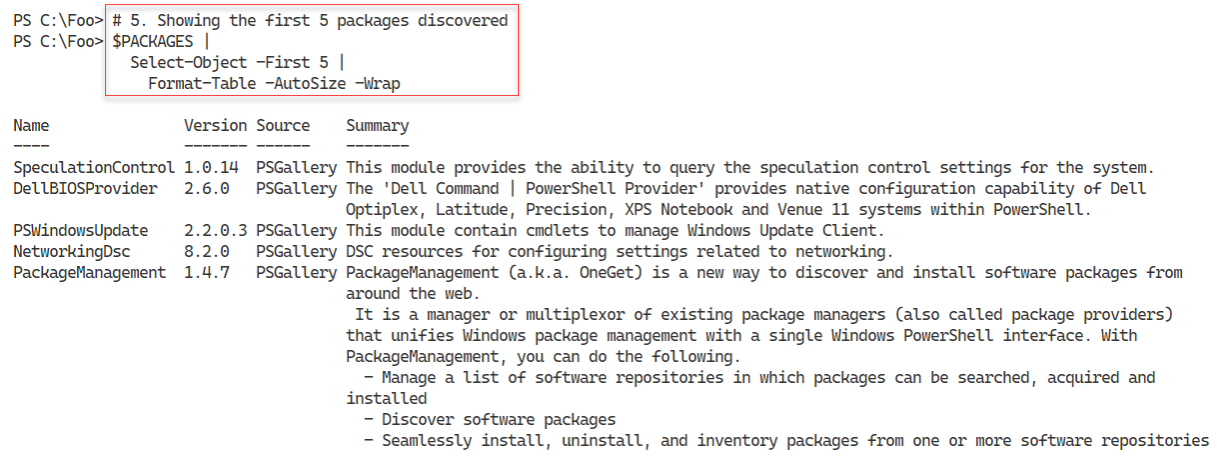 PS C:\Foo> # 5. Showing the first 5 packages discovered
PS C:\Foo> $PACKAGES |
  Select-Object -First 5 |
    Format-Table -AutoSize -Wrap
Name Version Source Summary
---- ------- ------ -------
SpeculationControl 1.0.14 PSGallery This module provides the ability to query the speculation control settings for the system.
DellBIOSProvider 2.6.0 PSGallery The 'Dell Command | PowerShell Provider' provides native configuration capability of Dell
Optiplex, Latitude, Precision, XPS Notebook and Venue 11 systems within PowerShell.
PSWindowsUpdate 2.2.0.3 PSGallery This module contain cmdlets to manage Windows Update Client.
NetworkingDsc 8.2.0 PSGallery DSC resources for configuring settings related to networking.
PackageManagement 1.4.7 PSGallery PackageManagement (a.k.a. OneGet) is a new way to discover and install software packages from
around the web.
It is a manager or multiplexor of existing package managers (also called package providers)
that unifies Windows package management with a single Windows PowerShell interface. With
PackageManagement, you can do the following.
- Manage a list of software repositories in which packages can be searched, acquired and
installed
- Discover software packages
- Seamlessly install, uninstall, and inventory packages from one or more software repositories